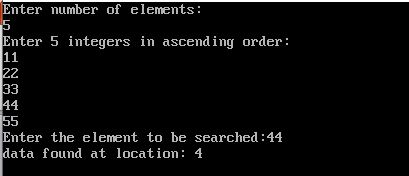 Enter number of elements:
5
Enter 5 integers in ascending order:
11
22
33
44
55
Enter the element to be searched:44
data found at location: 4